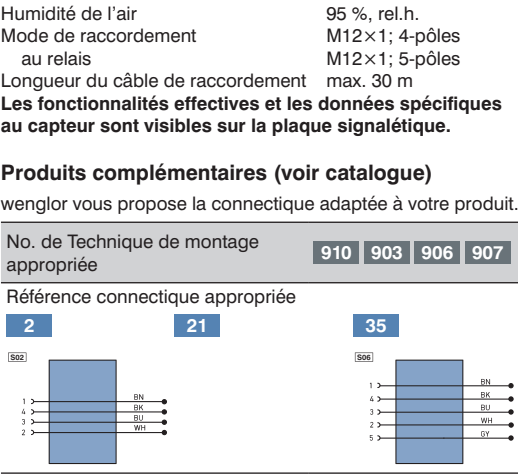 Humidité de l'air 95 %, rel.h.
Mode de raccordement M12×1; 4-pôles
au relais M12×1; 5-pôles
Longueur du câble de raccordement max. 30 m
Les fonctionnalités effectives et les données spécifiques
au capteur sont visibles sur la plaque signalétique.
Produits complémentaires (voir catalogue)
wenglor vous propose la connectique adaptée à votre produit.
No. de Technique de montage
appropriée
910 903 906 907
Référence connectique appropriée
2 21 35
S02
1 BN
4 BK
3 BU
2 WH
S06
1 BN
4 BK
3 BU
2 WH
5 GY